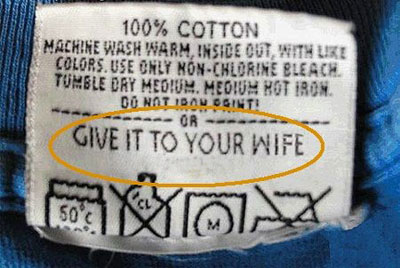 100% COTTON
MACHINE WASH WARM, INSIDE OUT, WITH LIKE
COLORS. USE ONLY NON-CHLORINE BLEACH.
TUMBLE DRY MEDIUM. MEDIUM HOT IRON.
DO NOT IRON PRINT!
OR
GIVE IT TO YOUR WIFE
50°C
CL
M